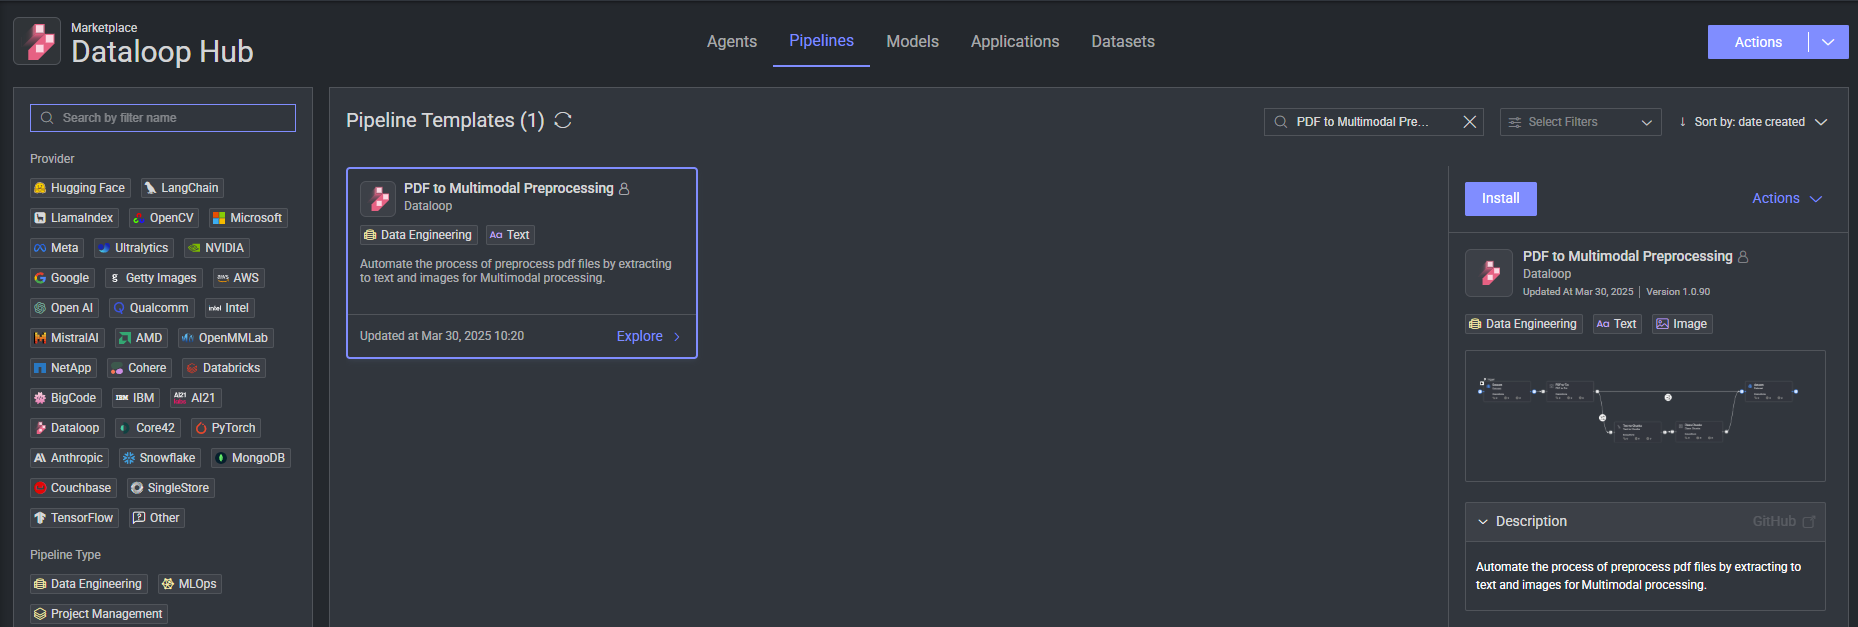 Marketplace
Dataloop Hub
Agents
Pipelines
Models
Applications
Datasets
Actions
Search by filter name
Provider
Hugging Face
LangChain
LlamaIndex
OpenCV
Microsoft
Meta
Ultralytics
NVIDIA
Google
Getty Images
AWS
Open AI
Qualcomm
Intel
MistralAI
AMD
OpenMMLab
NetApp
Cohere
Databricks
BigCode
IBM
AI21
Dataloop
Core42
PyTorch
Anthropic
Snowflake
MongoDB
Couchbase
SingleStore
TensorFlow
Other
Pipeline Type
Data Engineering
MLOps
Project Management
Pipeline Templates (1)
PDF to Multimodal Pre...
Select Filters
Sort by: date created
PDF to Multimodal Preprocessing
Dataloop
Data Engineering
Text
Automate the process of preprocess pdf files by extracting
to text and images for Multimodal processing.
Updated at Mar 30, 2025 10:20
Explore
Install
Actions
PDF to Multimodal Preprocessing
Dataloop
Updated At Mar 30, 2025 | Version 1.0.90
Data Engineering
Text
Image
Description
GitHub
Automate the process of preprocess pdf files by extracting to
text and images for Multimodal processing.